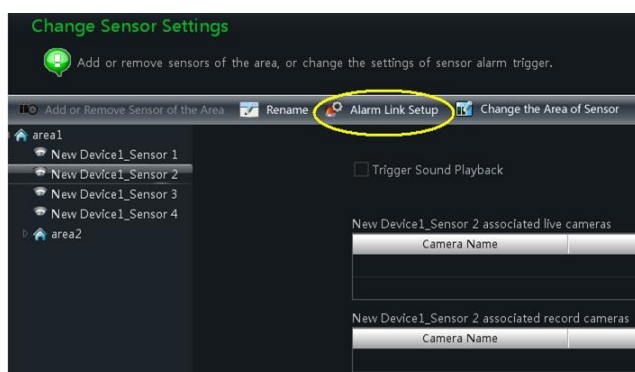 Change Sensor Settings
Add or remove sensors of the area, or change the settings of sensor alarm trigger.
Add or Remove Sensor of the Area Rename Alarm Link Setup Change the Area of Sensor
area1
New Device1_Sensor 1
New Device1_Sensor 2
New Device1_Sensor 3
New Device1_Sensor 4
area2
Trigger Sound Playback
New Device1_Sensor 2 associated live cameras
Camera Name
New Device1_Sensor 2 associated record cameras
Camera Name